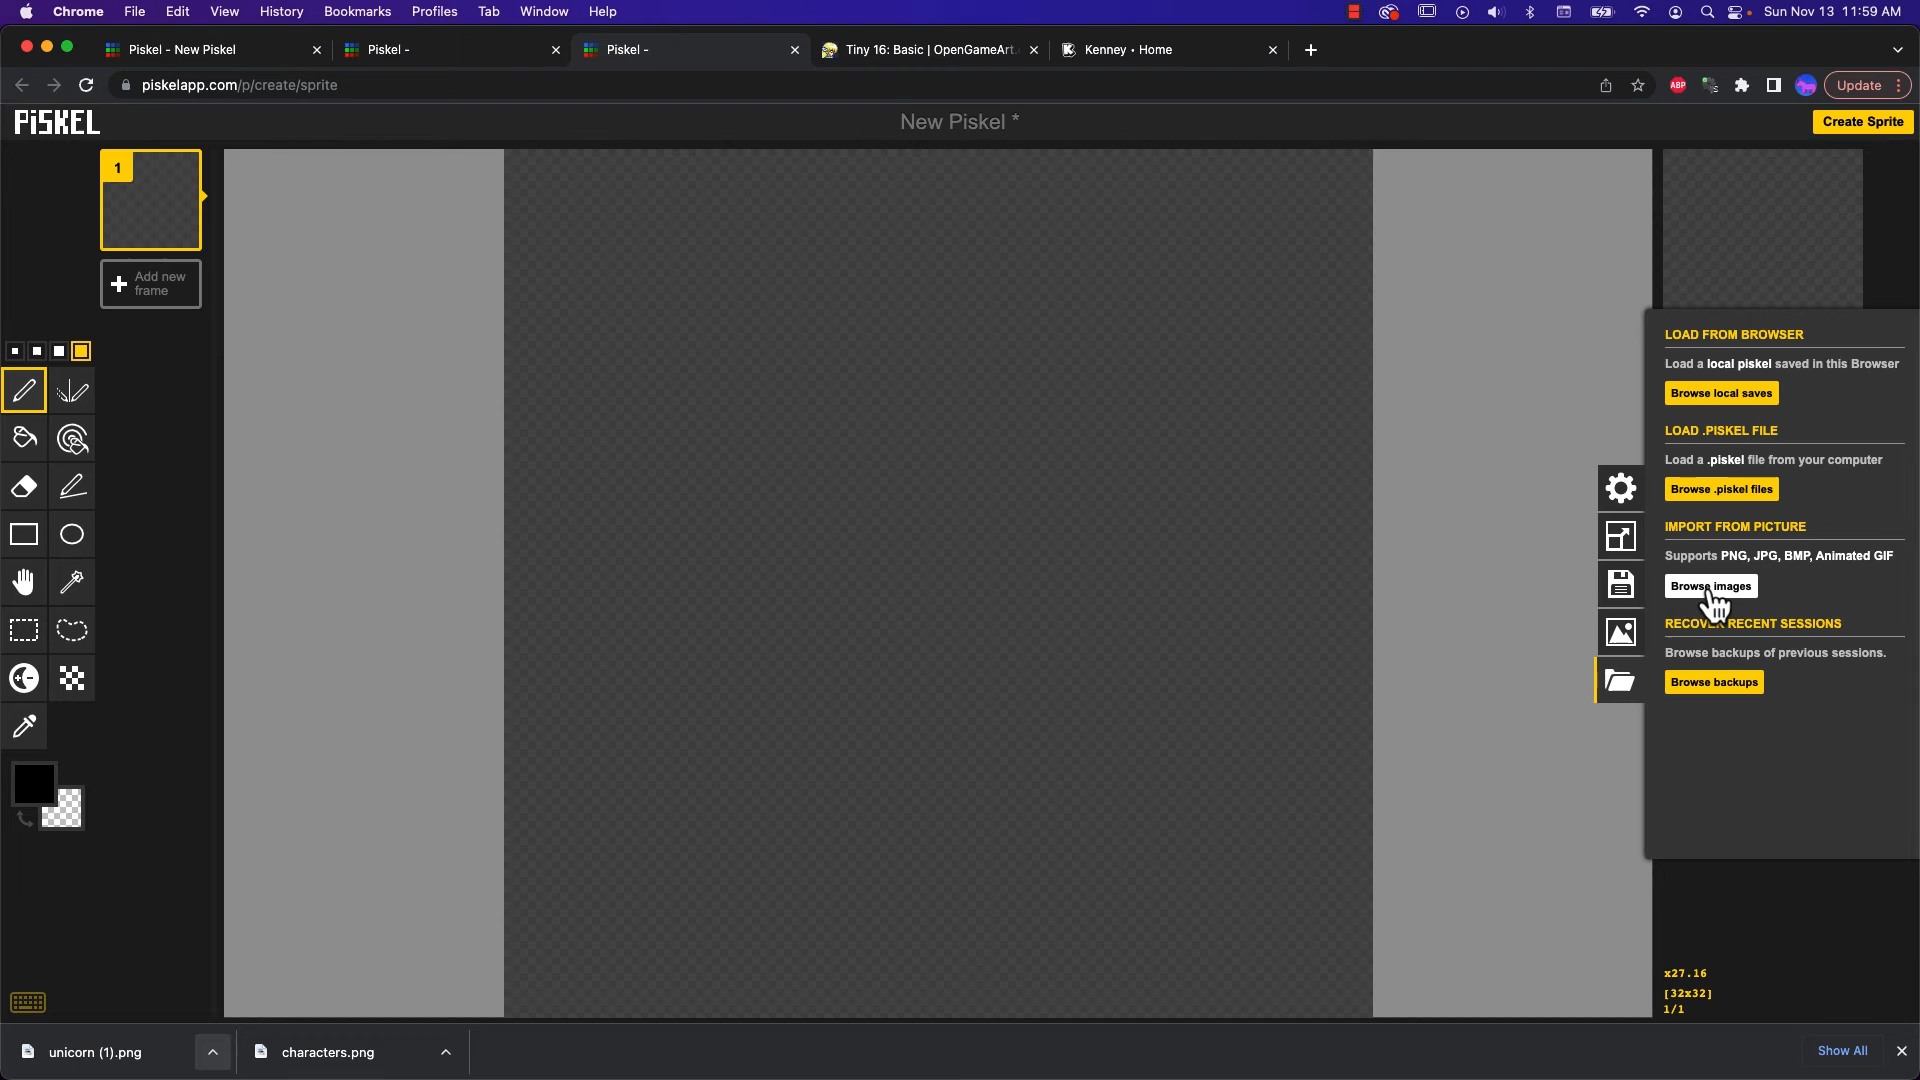 Chrome File Edit View History Bookmarks Profiles Tab Window Help Sun Nov 13 11:59 AM
Piskel - New Piskel Piskel - Piskel - Tiny 16: Basic | OpenGameArt. Kenney • Home
piskelapp.com/p/create/sprite ABP Update
PISKEL New Piskel * Create Sprite
1
Add new
frame
LOAD FROM BROWSER
Load a local piskel saved in this Browser
Browse local saves
LOAD .PISKEL FILE
Load a .piskel file from your computer
Browse .piskel files
IMPORT FROM PICTURE
Supports PNG, JPG, BMP, Animated GIF
Browse images
RECOVER RECENT SESSIONS
Browse backups of previous sessions.
Browse backups
x27.16
[32x32]
1/1
unicorn (1).png characters.png Show All